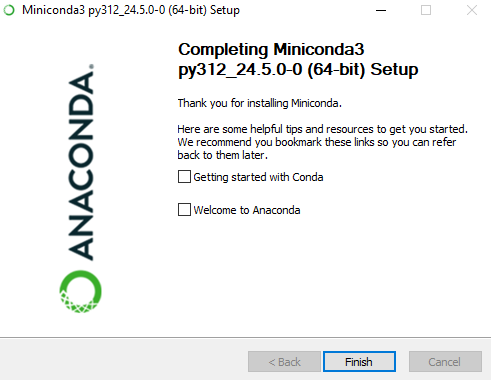 Miniconda3 py312_24.5.0-0 (64-bit) Setup
ANACONDA.
Completing Miniconda3
py312_24.5.0-0 (64-bit) Setup
Thank you for installing Miniconda.
Here are some helpful tips and resources to get you started.
We recommend you bookmark these links so you can refer
back to them later.
Getting started with Conda
Welcome to Anaconda
< Back
Finish
Cancel